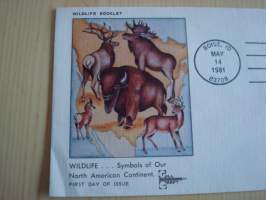 WILDLIFE BOOKLET
BOISE, ID
MAY
14
1981
83708
WILDLIFE . . . Symbols of Our
North American Continent.
FIRST DAY OF ISSUE